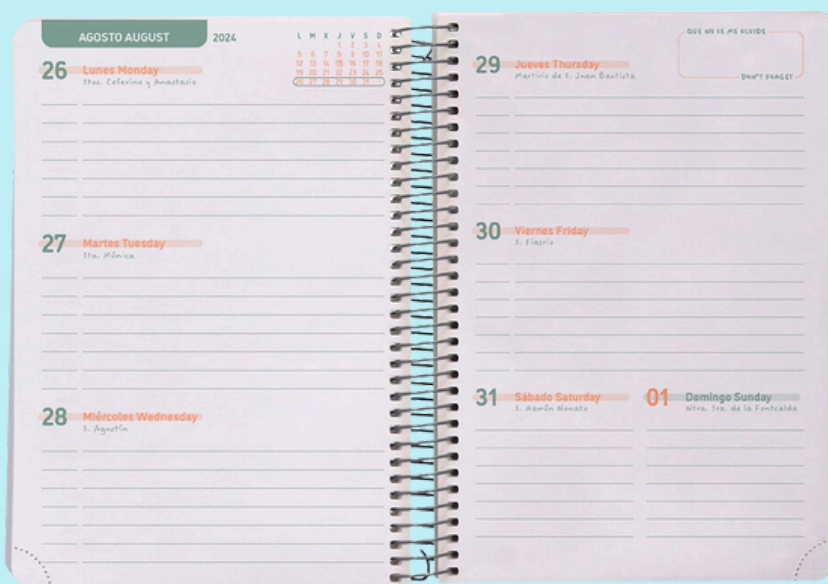 AGOSTO AUGUST 2024
L M X J V S D
1 2 3 4
5 6 7 8 9 10 11
12 13 14 15 16 17 18
19 20 21 22 23 24 25
26 27 28 29 30 31
26 Lunes Monday
Stos. Ceferino y Anastasio
27 Martes Tuesday
Sta. Mónica
28 Miércoles Wednesday
S. Agustín
QUE NO SE ME OLVIDE
DON'T FORGET
29 Jueves Thursday
Martirio de S. Juan Bautista
30 Viernes Friday
S. Fiacrio
31 Sábado Saturday
S. Ramón Nonato
01 Domingo Sunday
Ntra. Sra. de la Fontcalda